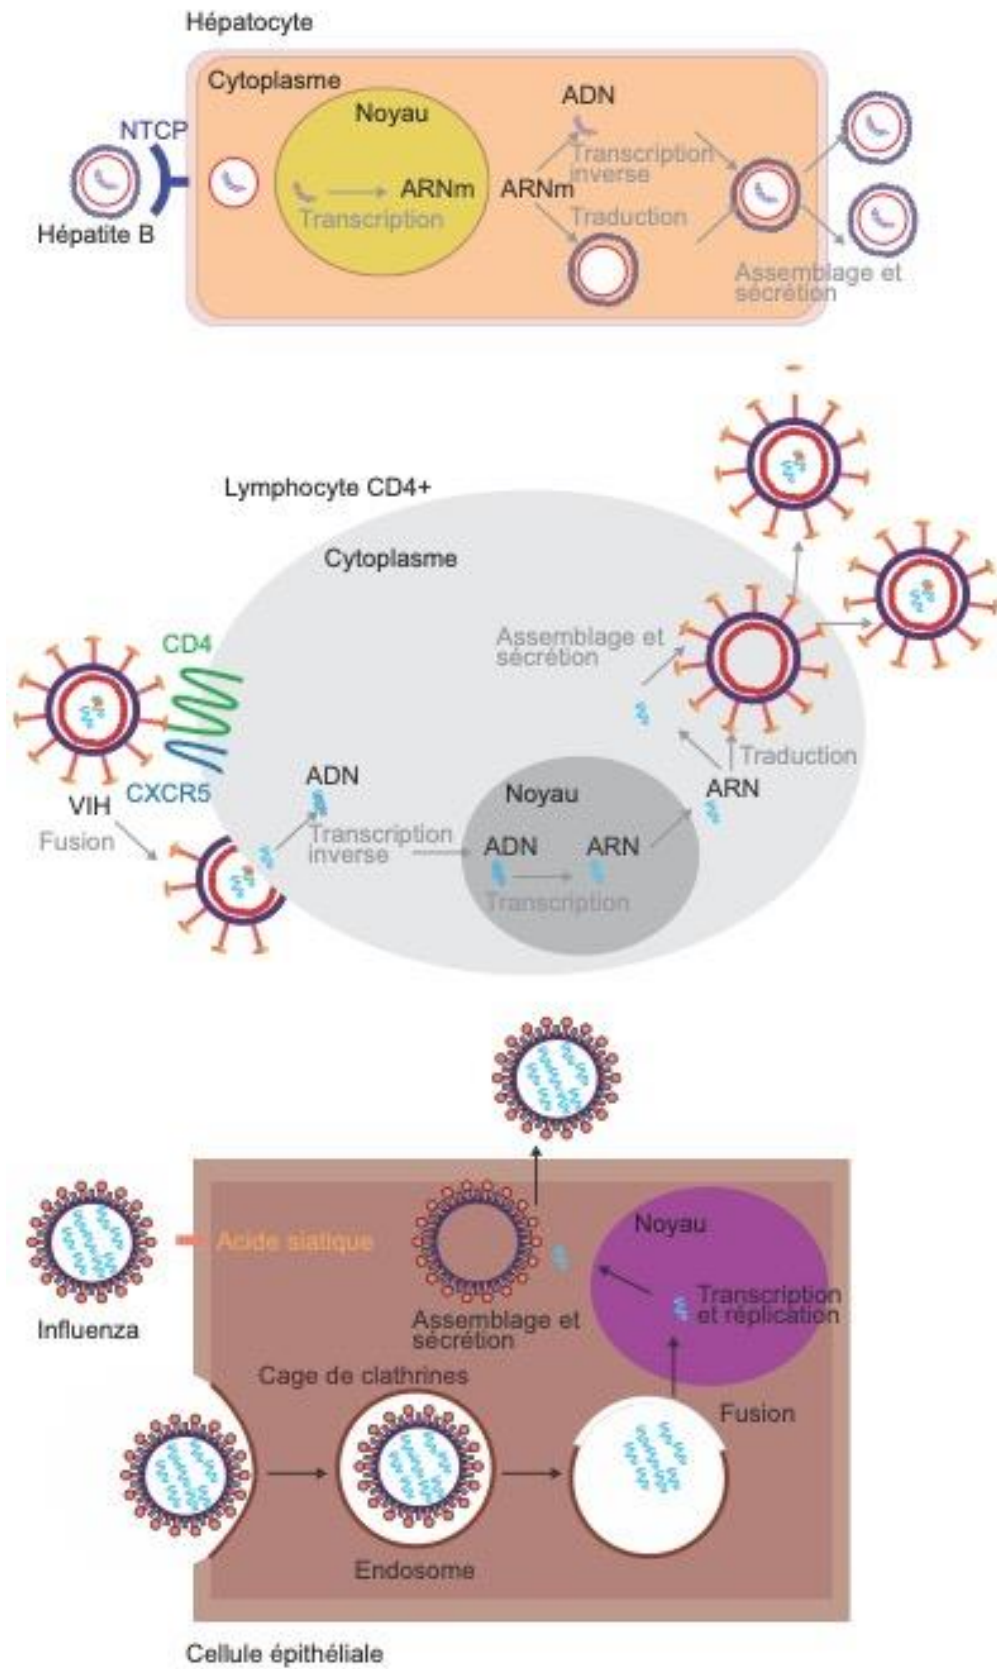 Hépatocyte
Cytoplasme
Noyau
ADN
NTCP
Transcription
inverse
ARNm
ARNm
Transcription
Traduction
Hépatite B
Assemblage et
sécrétion
Lymphocyte CD4+
Cytoplasme
CD4
Assemblage et
sécrétion
CXCR5
VIH
Fusion
ADN
Transcription
inverse
Noyau
ADN
ARN
Transcription
ARN
Traduction
Influenza
Acide sialique
Assemblage et
sécrétion
Noyau
Transcription
et réplication
Cage de clathrines
Fusion
Endosome
Cellule épithéliale